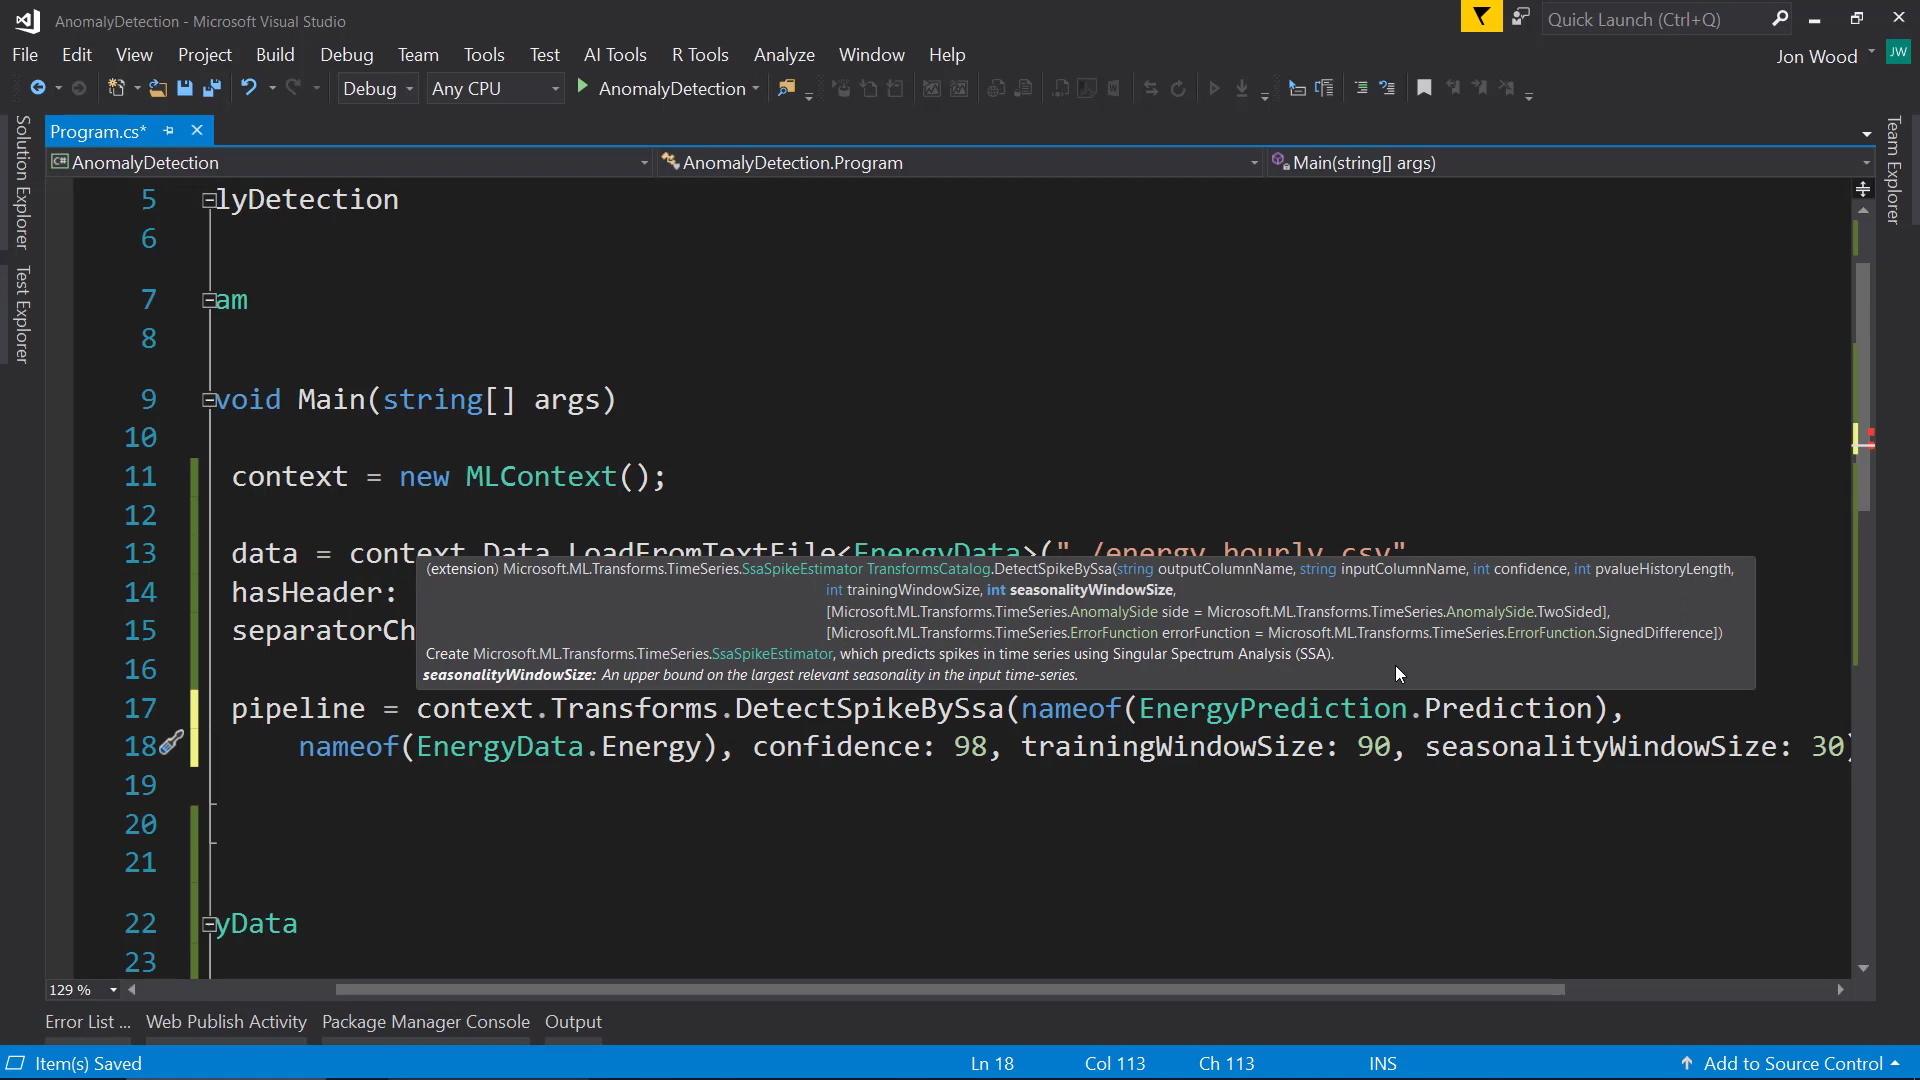 AnomalyDetection - Microsoft Visual Studio
Quick Launch (Ctrl+Q)
File Edit View Project Build Debug Team Tools Test AI Tools R Tools Analyze Window Help
Jon Wood JW
Debug Any CPU AnomalyDetection
Solution Explorer
Test Explorer
Team Explorer
Program.cs*
AnomalyDetection AnomalyDetection.Program Main(string[] args)
5 lyDetection
6
7 am
8
9 void Main(string[] args)
10
11 context = new MLContext();
12
13 data = context.Data.LoadFromTextFile<EnergyData>("./energy_hourly.csv"
14 hasHeader:
15 separatorCh
(extension) Microsoft.ML.Transforms.TimeSeries.SsaSpikeEstimator TransformsCatalog.DetectSpikeBySsa(string outputColumnName, string inputColumnName, int confidence, int pvalueHistoryLength,
int trainingWindowSize, int seasonalityWindowSize,
[Microsoft.ML.Transforms.TimeSeries.AnomalySide side = Microsoft.ML.Transforms.TimeSeries.AnomalySide.TwoSided],
[Microsoft.ML.Transforms.TimeSeries.ErrorFunction errorFunction = Microsoft.ML.Transforms.TimeSeries.ErrorFunction.SignedDifference])
Create Microsoft.ML.Transforms.TimeSeries.SsaSpikeEstimator, which predicts spikes in time series using Singular Spectrum Analysis (SSA).
seasonalityWindowSize: An upper bound on the largest relevant seasonality in the input time-series.
16
17 pipeline = context.Transforms.DetectSpikeBySsa(nameof(EnergyPrediction.Prediction),
18 nameof(EnergyData.Energy), confidence: 98, trainingWindowSize: 90, seasonalityWindowSize: 30)
19
20
21
22 yData
23
129 %
Error List ... Web Publish Activity Package Manager Console Output
Item(s) Saved Ln 18 Col 113 Ch 113 INS Add to Source Control